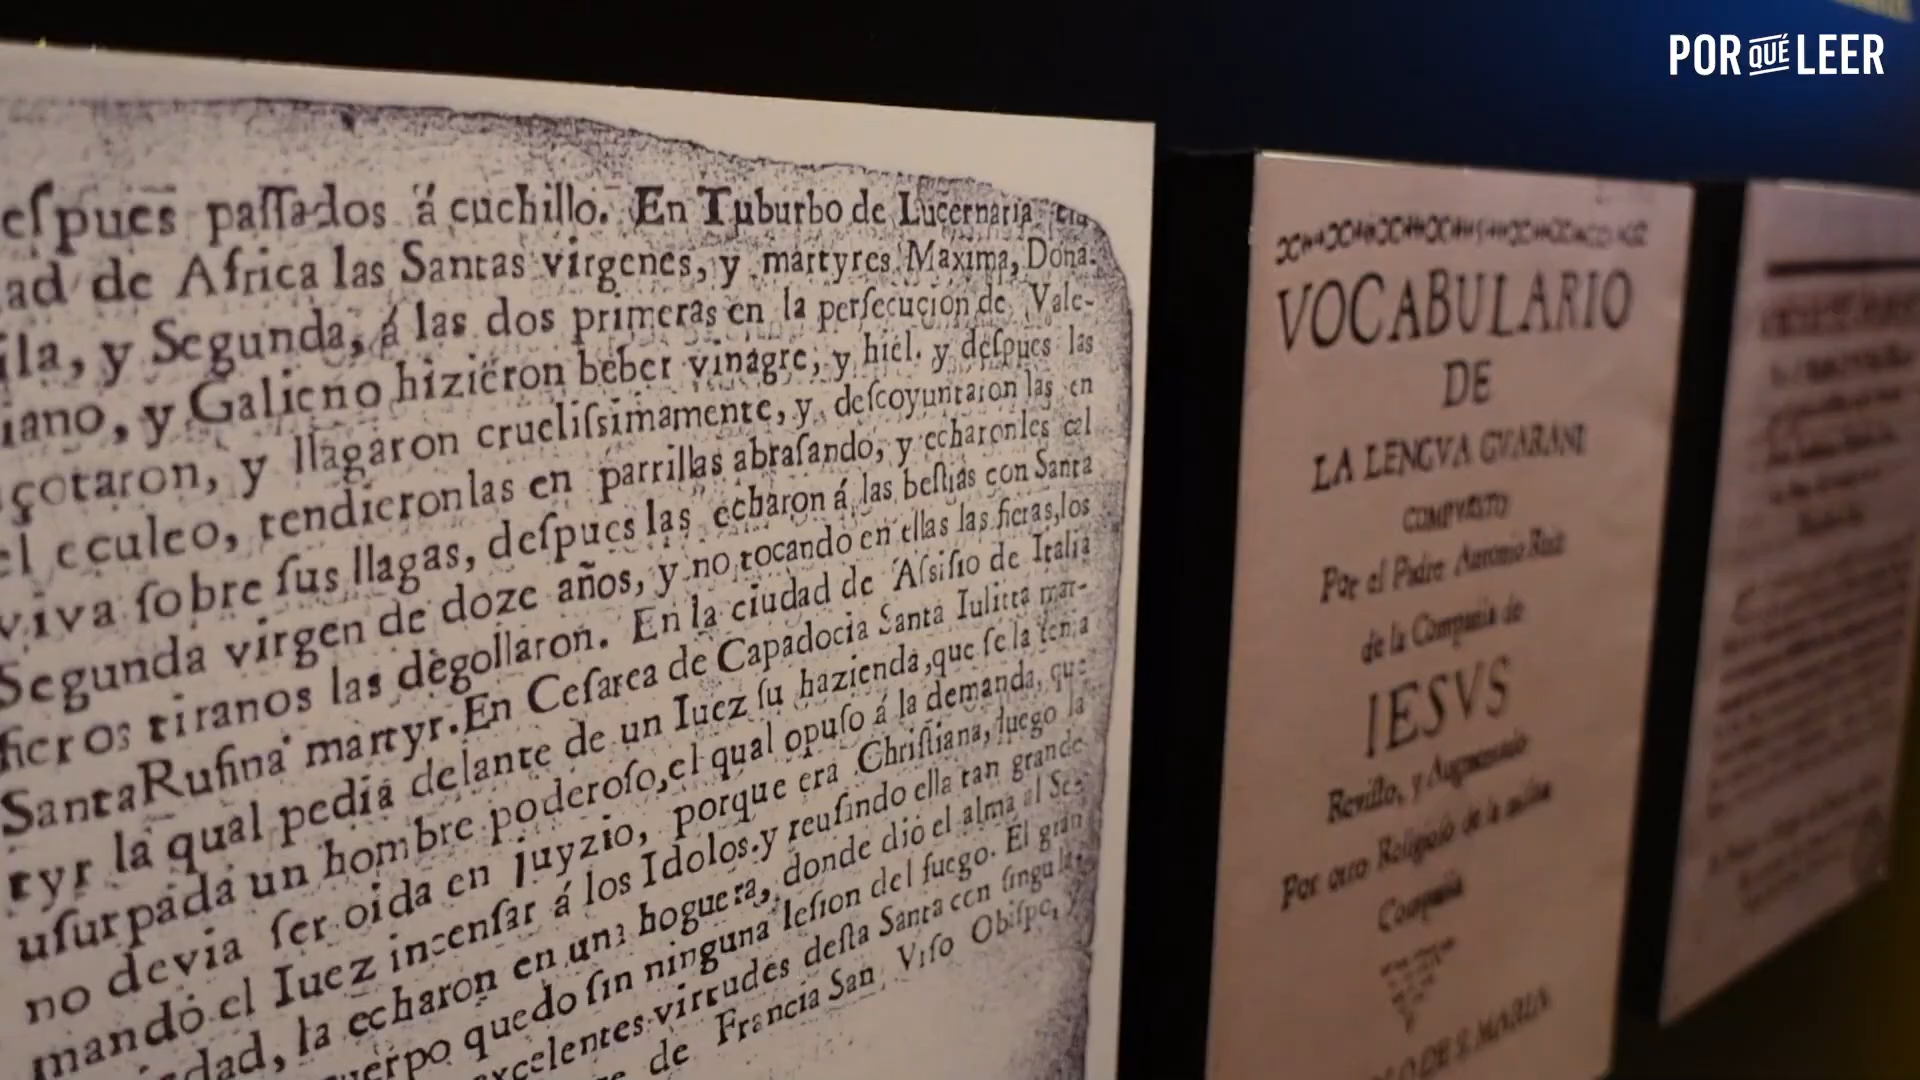 POR QUÉ LEER
eſpues paſſados á cuchillo. En Tuburbo de Lucernaria
ad de Africa las Santas virgenes, y martyres Maxima, Dona-
ila, y Segunda, á las dos primeras en la perſecucion de Vale-
iano, y Galieno hizieron beber vinagre, y hiel. y deſpues las
çotaron, y llagaron crueliſsimamente, y deſcoyuntaron las en
el eculeo, tendieronlas en parrillas abraſando, y echaronles cal
viva ſobre ſus llagas, deſpues las echaron á las beſtias con Santa
Segunda virgen de doze años, y no tocando en ellas las fieras, los
fieros tiranos las degollaron. En la ciudad de Aſsiſio de Italia
Santa Rufina martyr. En Ceſarea de Capadocia Santa Iulitta mar-
tyr la qual pedia delante de un Iuez ſu hazienda, que ſe la tenia
uſurpada un hombre poderoſo, el qual opuſo á la demanda, que
no devia ſer oida en juyzio, porque era Chriſtiana, luego la
mandó el Iuez incenſar á los Idolos. y reuſando ella tan grande
dad, la echaron en una hoguera, donde dió el alma al Se-
uerpo quedo ſin ninguna leſion del fuego. El gran
xcelentes virtudes deſta Santa con ſingula
de Francia San Viſo Obiſpo,
VOCABULARIO
DE
LA LENGVA GVARANI
COMPVESTO
Por el Padre Antonio Ruiz
de la Compañia de
IESVS
Reviſto, y Augmentado
Por otro Religioſo de la miſma
Compañia
DE S. MARIA